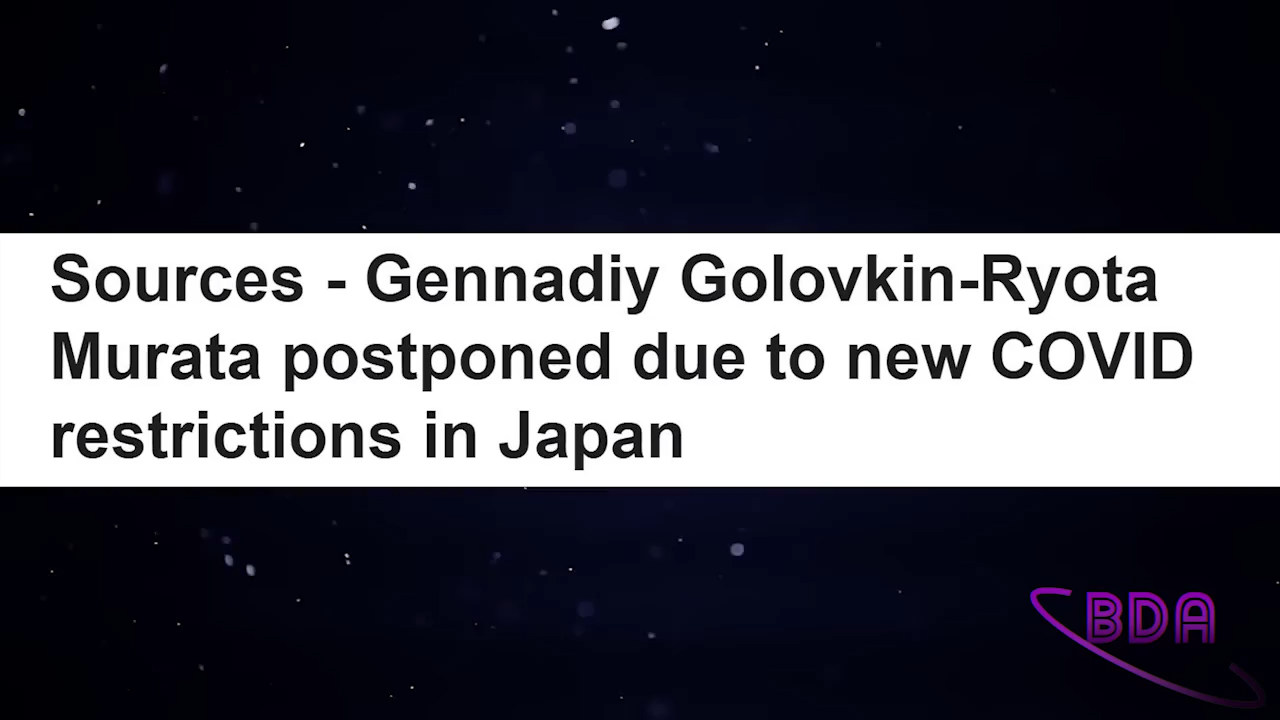 Sources - Gennadiy Golovkin-Ryota
Murata postponed due to new COVID
restrictions in Japan
BDA